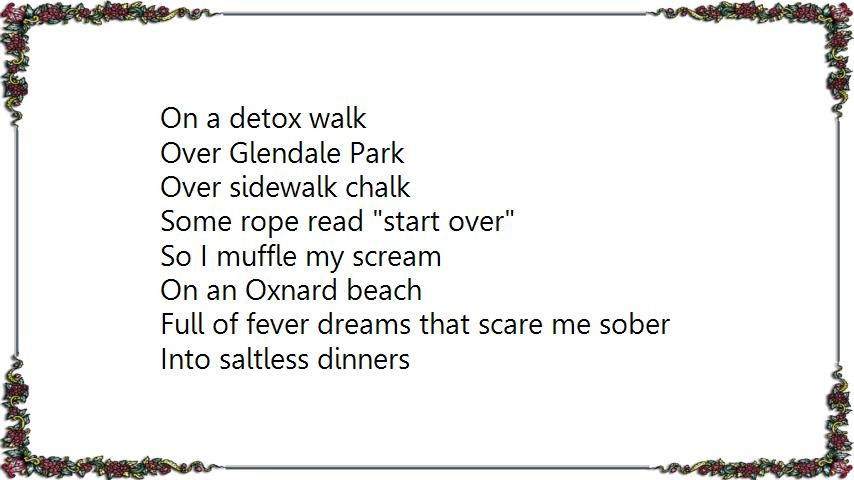 On a detox walk
Over Glendale Park
Over sidewalk chalk
Some rope read "start over"
So I muffle my scream
On an Oxnard beach
Full of fever dreams that scare me sober
Into saltless dinners